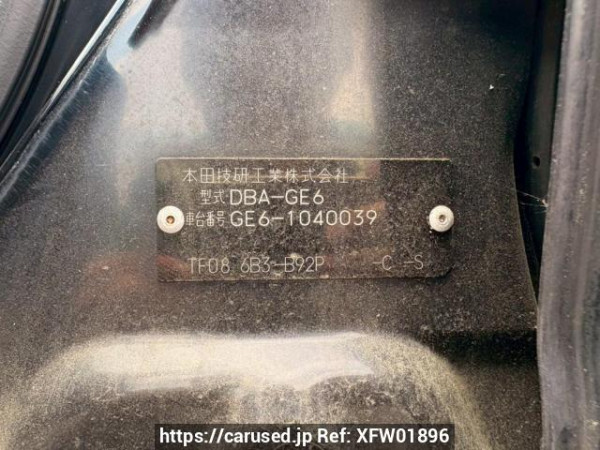 本田技研工業株式会社
型式 DBA-GE6
車台番号 GE6-1040039
TF08 6B3-B92P -C -S
https://carused.jp Ref: XFW01896